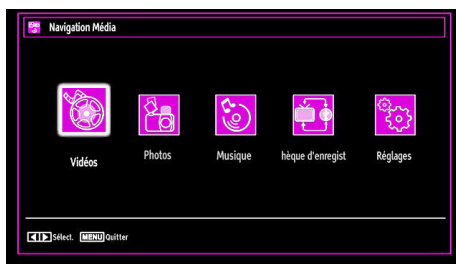 Navigation Média
Vidéos
Photos
Musique
hèque d'enregist
Réglages
Sélect. MENU Quitter